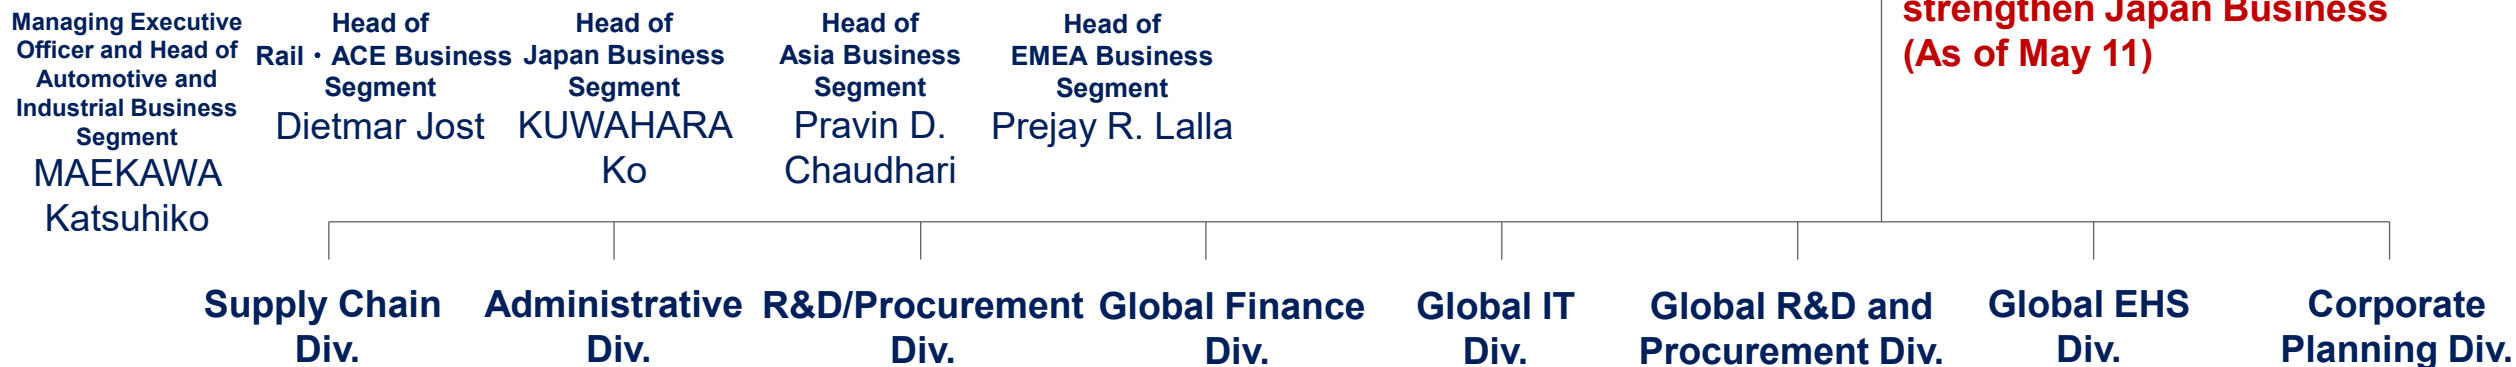 Managing Executive
Officer and Head of
Automotive and
Industrial Business
Segment
MAEKAWA
Katsuhiko
Head of
Rail・ACE Business
Segment
Dietmar Jost
Head of
Japan Business
Segment
KUWAHARA
Ko
Head of
Asia Business
Segment
Pravin D.
Chaudhari
Head of
EMEA Business
Segment
Prejay R. Lalla
strengthen Japan Business
(As of May 11)
Supply Chain
Div.
Administrative
Div.
R&D/Procurement
Div.
Global Finance
Div.
Global IT
Div.
Global R&D and
Procurement Div.
Global EHS
Div.
Corporate
Planning Div.